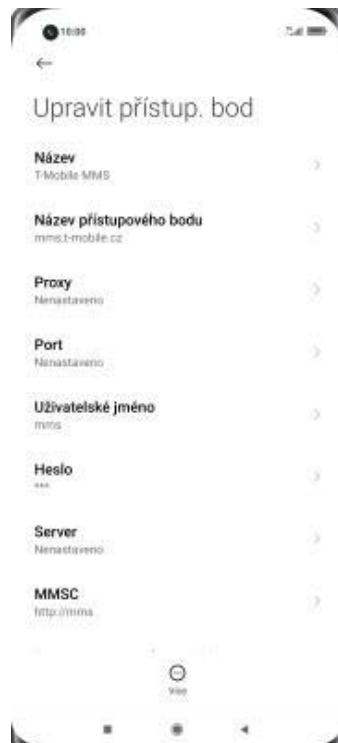 10:00
Upravit přístup. bod
Název
T-Mobile MMS
Název přístupového bodu
mms.t-mobile.cz
Proxy
Nenastaveno
Port
Nenastaveno
Uživatelské jméno
mms
Heslo
***
Server
Nenastaveno
MMSC
http://mms
Více